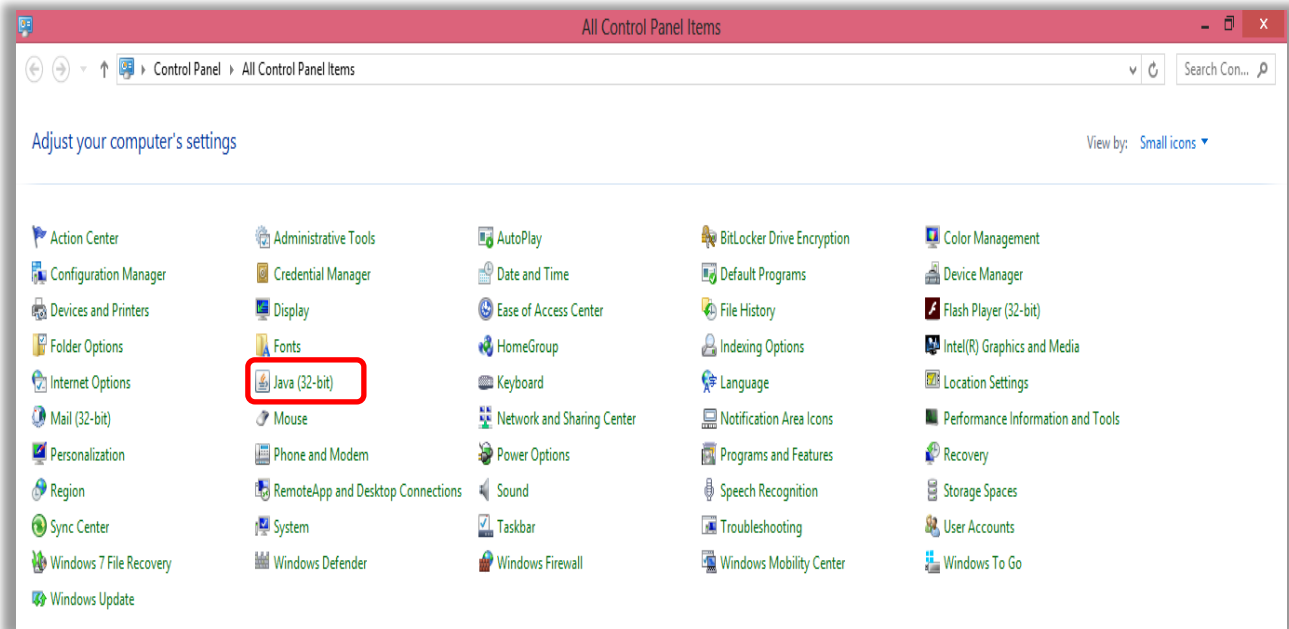 All Control Panel Items
X
Control Panel All Control Panel Items Search Con...
Adjust your computer's settings View by: Small icons
Action Center Administrative Tools AutoPlay BitLocker Drive Encryption Color Management
Configuration Manager Credential Manager Date and Time Default Programs Device Manager
Devices and Printers Display Ease of Access Center File History Flash Player (32-bit)
Folder Options Fonts HomeGroup Indexing Options Intel(R) Graphics and Media
Internet Options Java (32-bit) Keyboard Language Location Settings
Mail (32-bit) Mouse Network and Sharing Center Notification Area Icons Performance Information and Tools
Personalization Phone and Modem Power Options Programs and Features Recovery
Region RemoteApp and Desktop Connections Sound Speech Recognition Storage Spaces
Sync Center System Taskbar Troubleshooting User Accounts
Windows 7 File Recovery Windows Defender Windows Firewall Windows Mobility Center Windows To Go
Windows Update